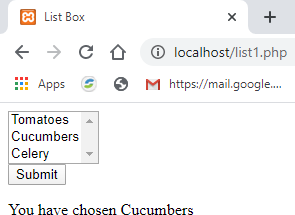 List Box
localhost/list1.php
Apps
https://mail.google....
Tomatoes
Cucumbers
Celery
Submit
You have chosen Cucumbers